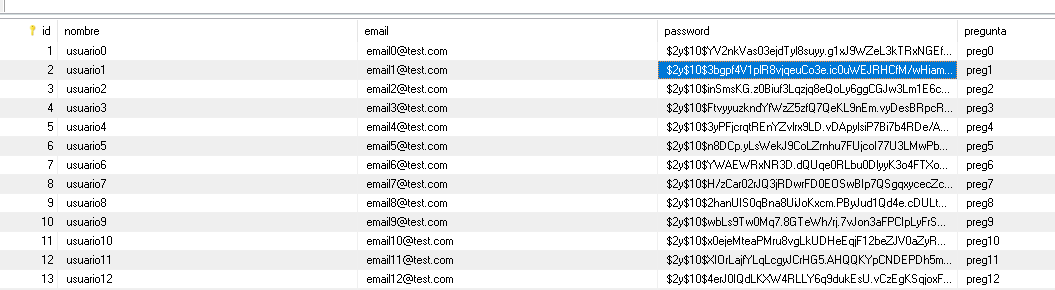 id nombre email password pregunta
1 usuario0 email0@test.com $2y$10$YV2nkVas03ejdTyl8suyy.g1xJ9WZeL3kTRxNGEf... preg0
2 usuario1 email1@test.com $2y$10$3bgpf4V1plR8vjqeuCo3e.ic0uWEJRHCfM/wHiam... preg1
3 usuario2 email2@test.com $2y$10$inSmsKG.z0Biuf3Lqzjq8eQoLy6ggCGJw3Lm1E6c... preg2
4 usuario3 email3@test.com $2y$10$FtvyyuzkndYfWzZ5zfQ7QeKL9nEm.vyDesBRpcR... preg3
5 usuario4 email4@test.com $2y$10$3yPFjcrqtREnYZvlrx9LD.vDApylsiP7Bi7b4RDe/A... preg4
6 usuario5 email5@test.com $2y$10$n8DCp.yLsWekJ9CoLZrnhu7FUjcoI77U3LMwPb... preg5
7 usuario6 email6@test.com $2y$10$YWAEWRxNR3D.dQUqe0RLbu0DlyyK3o4FTXo... preg6
8 usuario7 email7@test.com $2y$10$H/zCar02rJQ3jRDwrFD0EOSwBIp7QSgqxycecZc... preg7
9 usuario8 email8@test.com $2y$10$2hanUIS0qBna8UiJoKxcm.PByJud1Qd4e.cDULt... preg8
10 usuario9 email9@test.com $2y$10$wbLs9Tw0Mq7.8GTeWh/rj.7vJon3aFPCIpLyFrS... preg9
11 usuario10 email10@test.com $2y$10$x0ejeMteaPMru8vgLkUDHeEqjF12beZJV0aZyR... preg10
12 usuario11 email11@test.com $2y$10$XIOrLajfYLqLcgyJCrHG5.AHQQKYpCNDEPDh5m... preg11
13 usuario12 email12@test.com $2y$10$4erJ0lQdLKXW4RLLY6q9dukEsU.vCzEgKSqjoxF... preg12